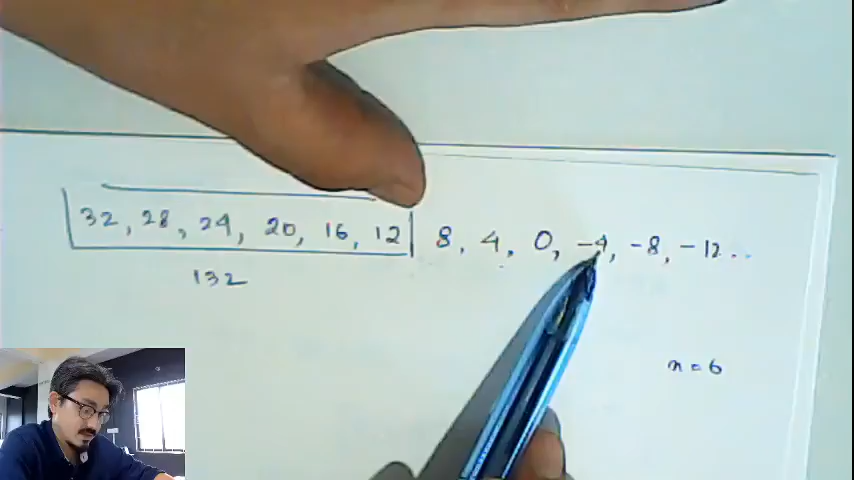 32, 28, 24, 20, 16, 12 8, 4, 0, -4, -8, -12 ..
132
n = 6